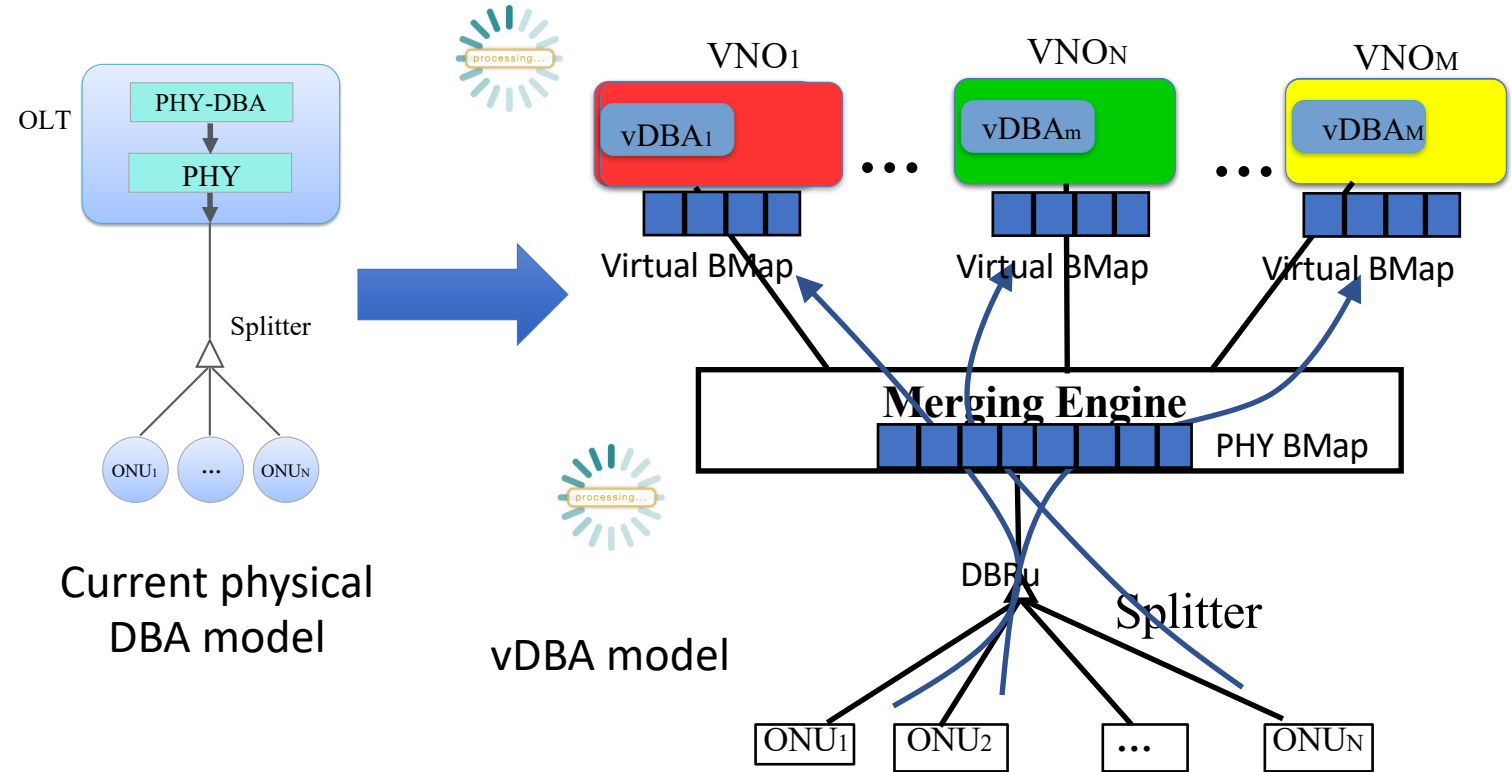 processing...
VNO1
VNON
VNOM
OLT
PHY-DBA
PHY
vDBA1
vDBAm
vDBAM
...
...
Virtual BMap
Virtual BMap
Virtual BMap
Splitter
ONU1
...
ONUN
Merging Engine
PHY BMap
processing...
Current physical
DBA model
vDBA model
DBRu
Splitter
ONU1
ONU2
...
ONUN